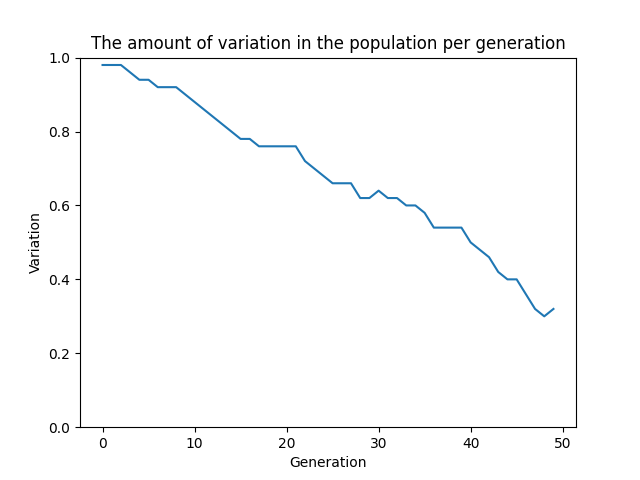 The amount of variation in the population per generation
1.0
0.8
0.6
0.4
0.2
0.0
Variation
0 10 20 30 40 50
Generation